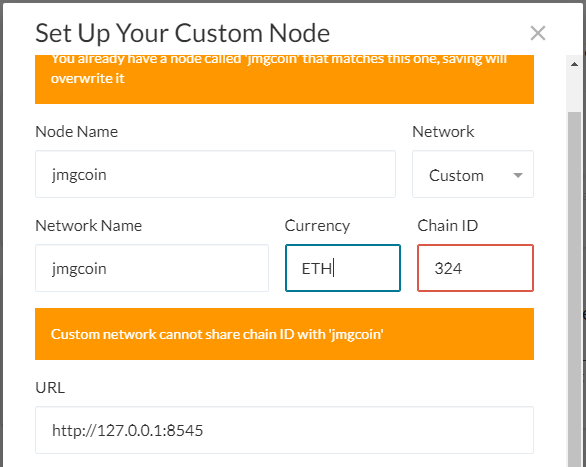 Set Up Your Custom Node
You already have a node called 'jmgcoin' that matches this one, saving will
overwrite it
Node Name
Network
jmgcoin
Custom
Network Name
Currency
Chain ID
jmgcoin
ETH
324
Custom network cannot share chain ID with 'jmgcoin'
URL
http://127.0.0.1:8545